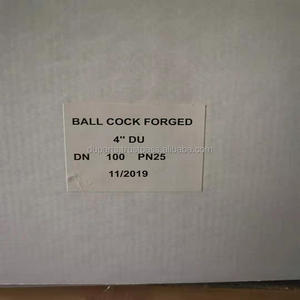 BALL COCK FORGED
4" DU
DN 100 PN25
11/2019